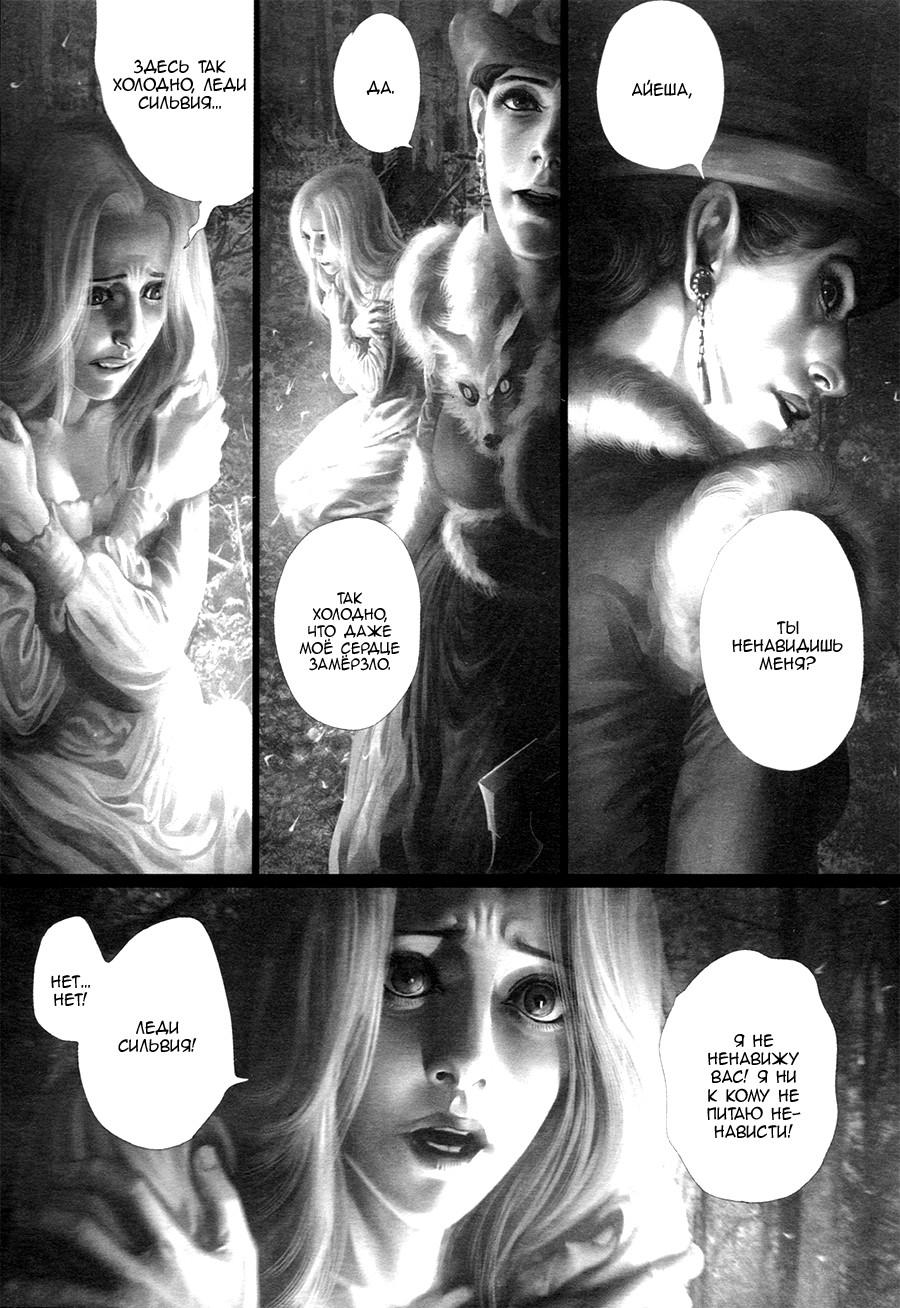 ЗДЕСЬ ТАК
ХОЛОДНО, ЛЕДИ
СИЛЬВИЯ...
ДА.
ТАК
ХОЛОДНО,
ЧТО ДАЖЕ
МОЁ СЕРДЦЕ
ЗАМЁРЗЛО.
АЙЕША,
ТЫ
НЕНАВИДИШЬ
МЕНЯ?
НЕТ...
НЕТ!
ЛЕДИ
СИЛЬВИЯ!
Я НЕ
НЕНАВИЖУ
ВАС! Я НИ
К КОМУ НЕ
ПИТАЮ НЕ-
НАВИСТИ!